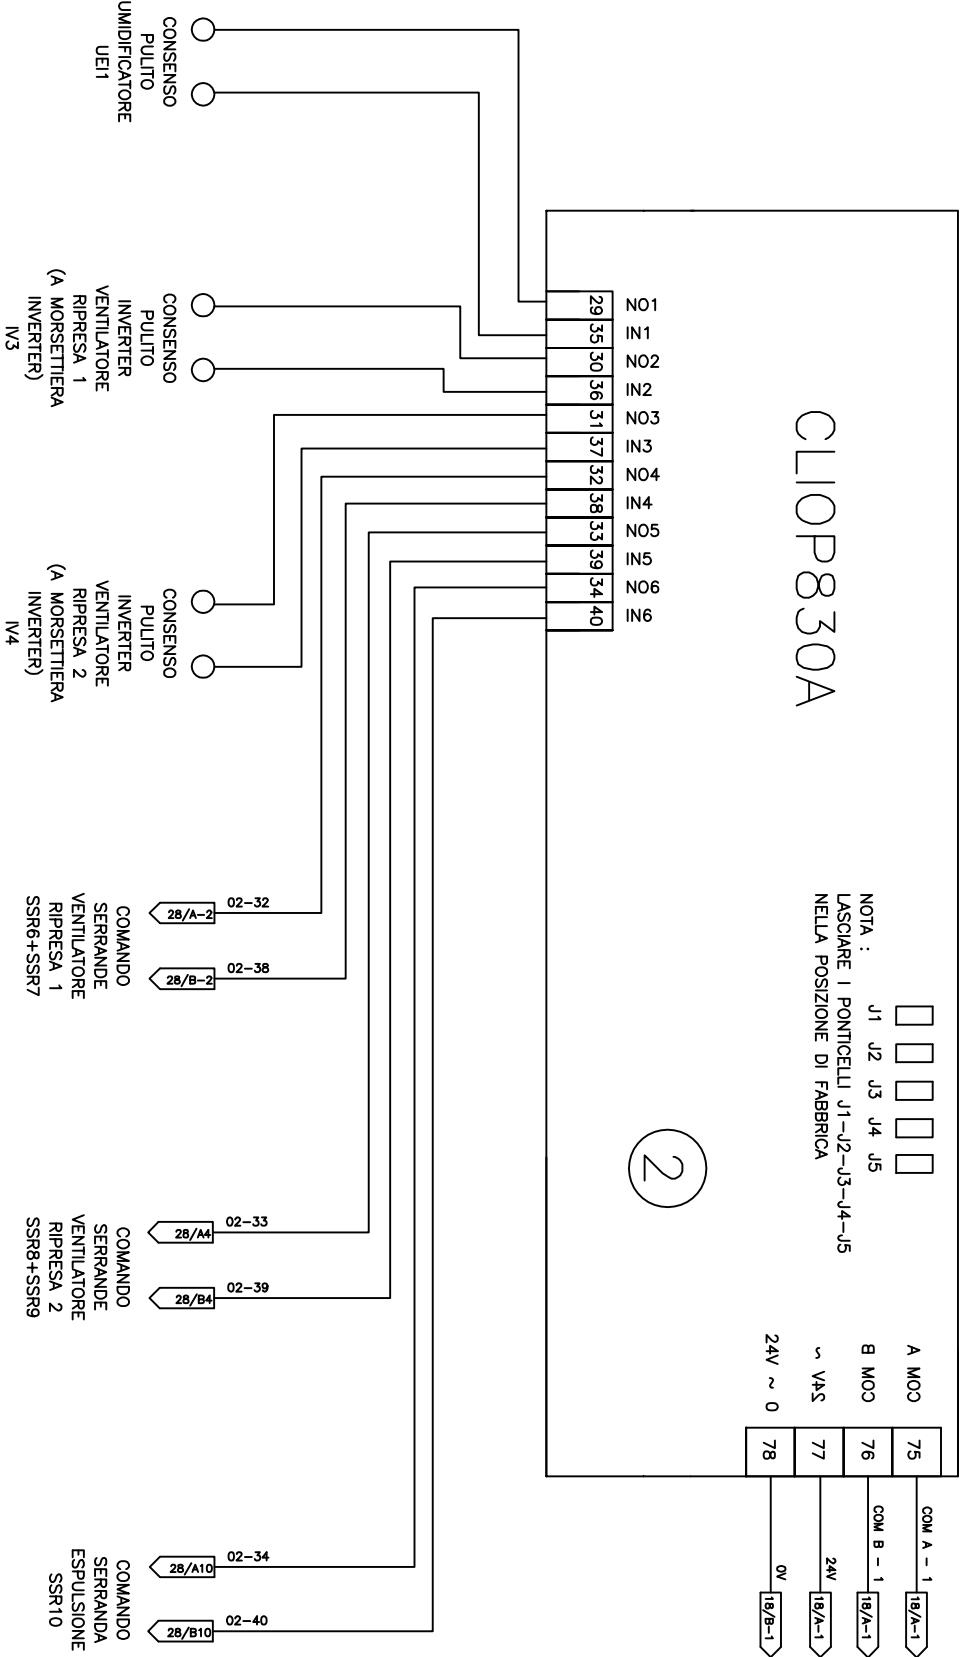 CLIOP830A
NOTA :
LASCIARE I PONTICELLI J1-J2-J3-J4-J5
NELLA POSIZIONE DI FABBRICA
J1 J2 J3 J4 J5
2
COM A
COM B
24V ~
24V ~ 0
75
76
77
78
COM A - 1
COM B - 1
24V
0V
18/A-1
18/A-1
18/A-1
18/B-1
NO1
IN1
NO2
IN2
NO3
IN3
NO4
IN4
NO5
IN5
NO6
IN6
29
35
30
36
31
37
32
38
33
39
34
40
02-32
02-38
02-33
02-39
02-34
02-40
28/A-2
28/B-2
28/A4
28/B4
28/A10
28/B10
CONSENSO
PULITO
UMIDIFICATORE
UEI1
CONSENSO
PULITO
INVERTER
VENTILATORE
RIPRESA 1
(A MORSETTIERA
INVERTER)
IV3
CONSENSO
PULITO
INVERTER
VENTILATORE
RIPRESA 2
(A MORSETTIERA
INVERTER)
IV4
COMANDO
SERRANDE
VENTILATORE
RIPRESA 1
SSR6+SSR7
COMANDO
SERRANDE
VENTILATORE
RIPRESA 2
SSR8+SSR9
COMANDO
SERRANDA
ESPULSIONE
SSR10